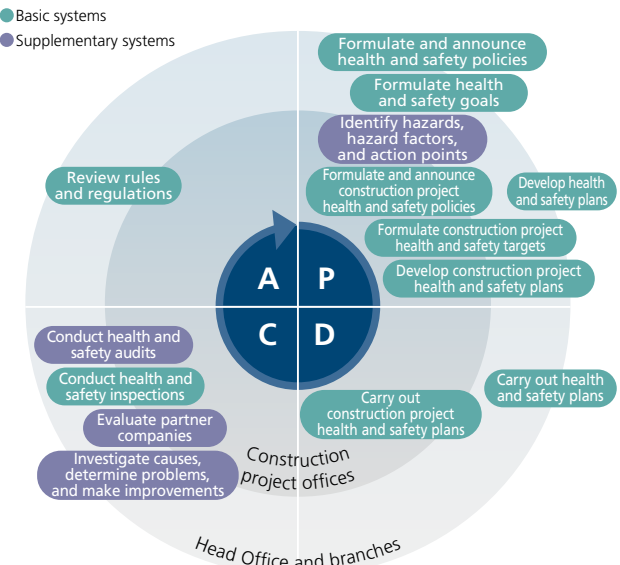 Basic systems
Supplementary systems
Formulate and announce
health and safety policies
Formulate health
and safety goals
Identify hazards,
hazard factors,
and action points
Formulate and announce
construction project
health and safety policies
Develop health
and safety plans
Formulate construction project
health and safety targets
Develop construction project
health and safety plans
Review rules
and regulations
A
P
C
D
Conduct health and
safety audits
Conduct health and
safety inspections
Evaluate partner
companies
Investigate causes,
determine problems,
and make improvements
Carry out health
and safety plans
Carry out
construction project
health and safety plans
Construction
project offices
Head Office and branches